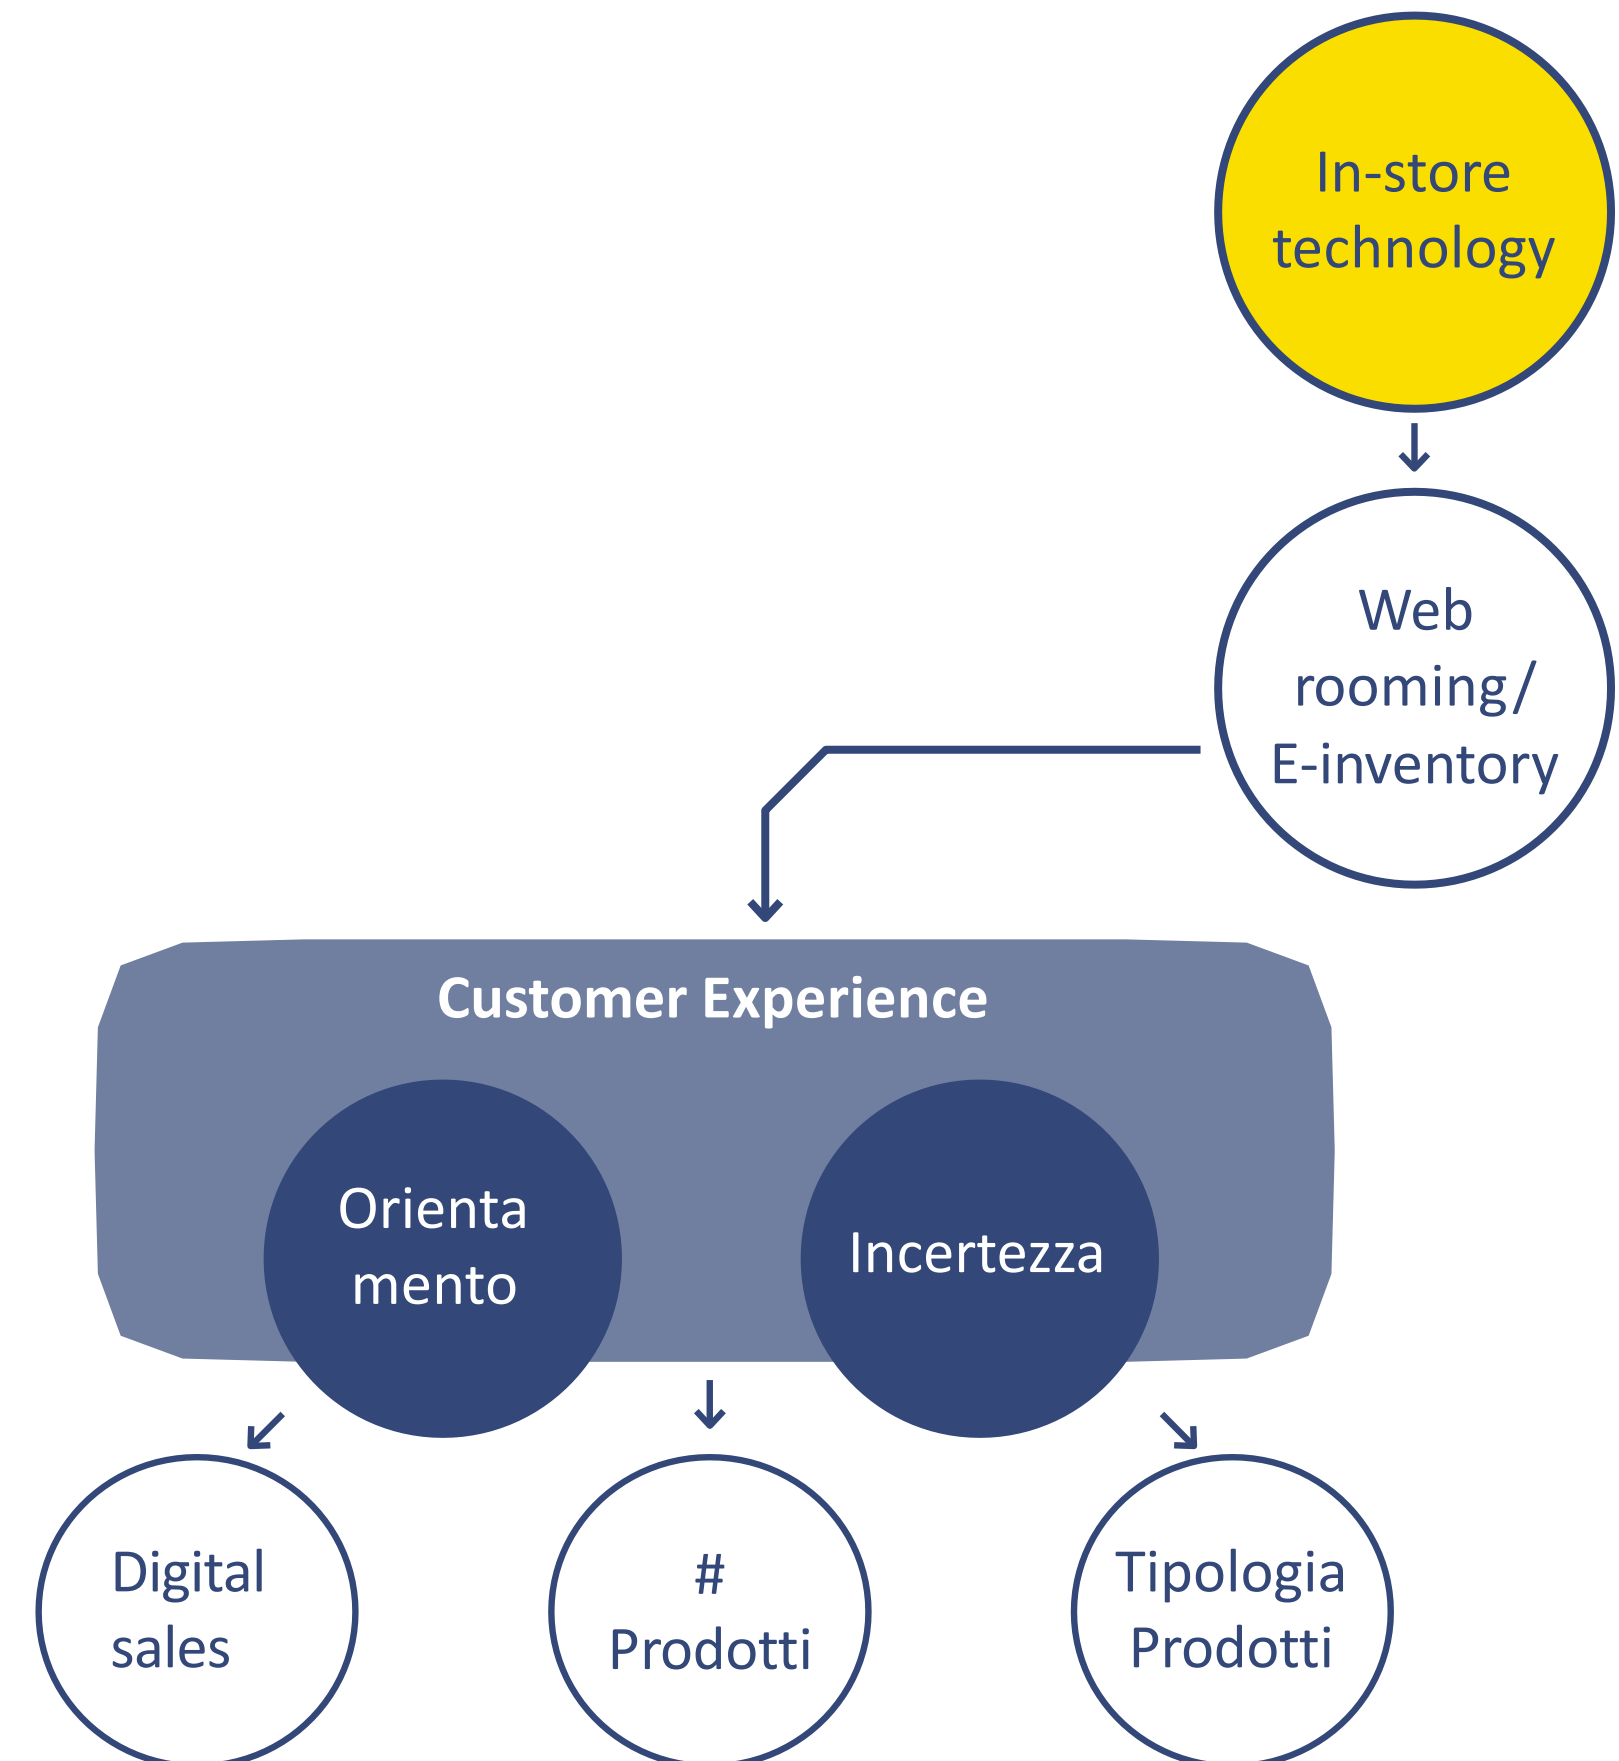 In-store
technology
Web
rooming/
E-inventory
Customer Experience
Orienta
mento
Incertezza
Digital
sales
#
Prodotti
Tipologia
Prodotti